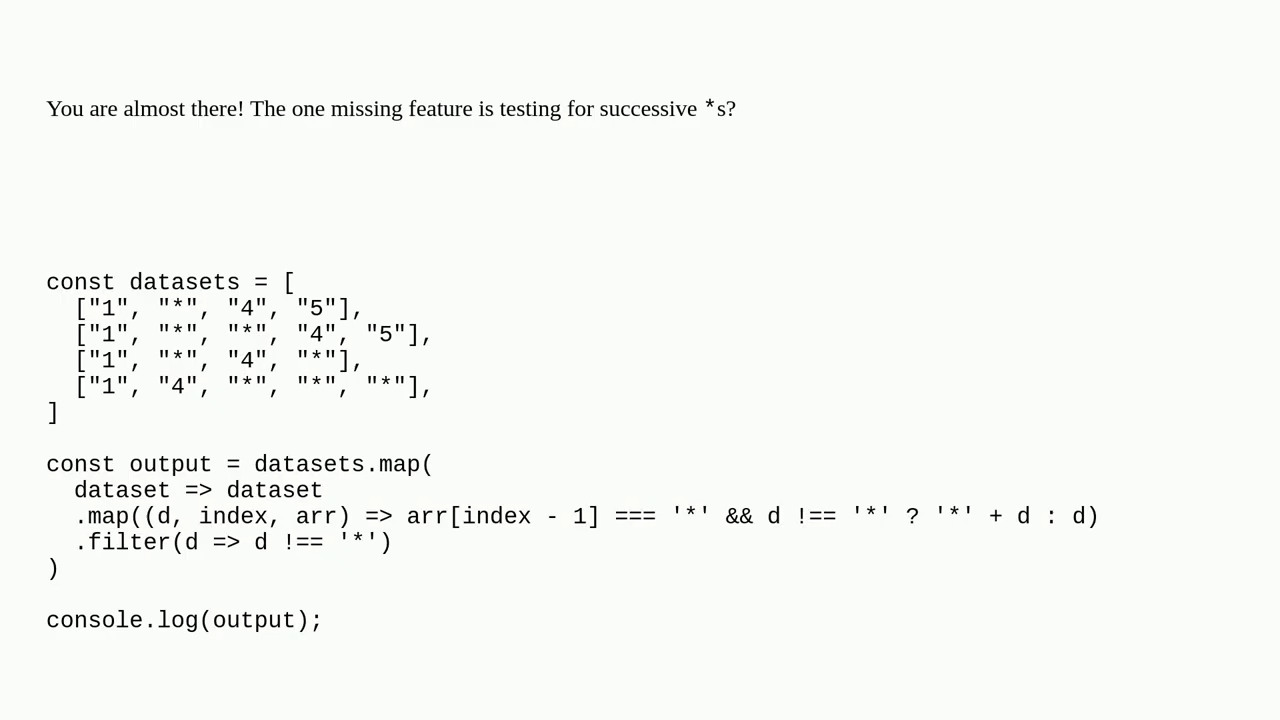 You are almost there! The one missing feature is testing for successive *s?
const datasets = [
  ["1", "*", "4", "5"],
  ["1", "*", "*", "4", "5"],
  ["1", "*", "4", "*"],
  ["1", "4", "*", "*", "*"],
]
const output = datasets.map(
  dataset => dataset
  .map((d, index, arr) => arr[index - 1] === '*' && d !== '*' ? '*' + d : d)
  .filter(d => d !== '*')
)
console.log(output);